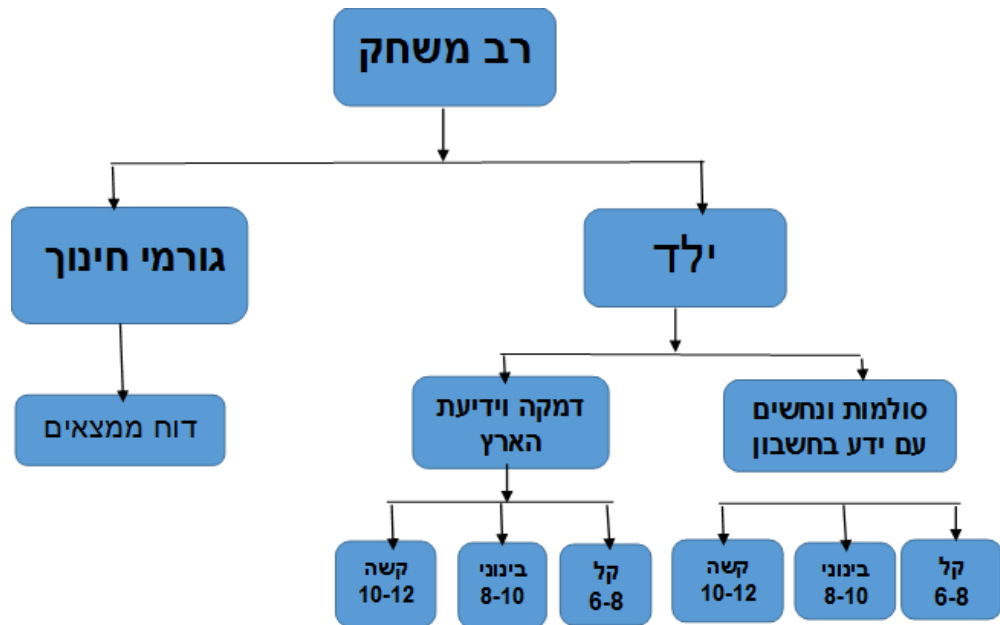 רב משחק
ילד
גורמי חינוך
סולמות ונחשים
עם ידע בחשבון
דמקה וידיעת
הארץ
דוח ממצאים
קל
6-8
בינוני
8-10
קשה
10-12
קל
6-8
בינוני
8-10
קשה
10-12